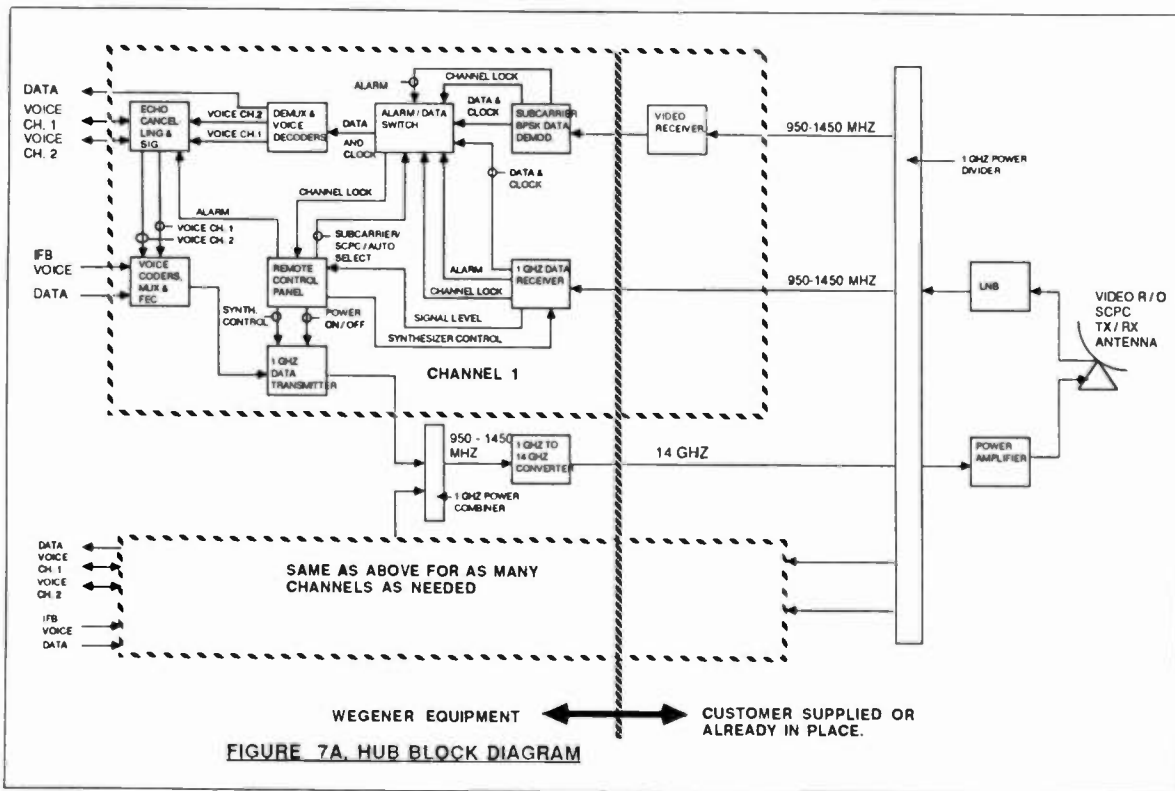 CHANNEL LOCK
ALARM
DATA
VOICE
CH. 1
VOICE
CH. 2
ECHO
CANCEL-
LING &
SIG
VOICE CH.2
VOICE CH.1
DEMUX &
VOICE
DECODERS
DATA
AND CLOCK
ALARM / DATA
SWITCH
DATA &
CLOCK
SUBCARRIER
BPSK DATA
DEMOD.
VIDEO
RECEIVER
950-1450 MHZ
1 GHZ POWER
DIVIDER
DATA
& CLOCK
CHANNEL LOCK
ALARM
VOICE CH. 1
VOICE CH. 2
SUBCARRIER/
SCPC / AUTO
SELECT
IFB
VOICE
DATA
VOICE
CODERS,
MUX &
FEC
REMOTE
CONTROL
PANEL
ALARM
CHANNEL LOCK
1 GHZ DATA
RECEIVER
950-1450 MHZ
LNB
VIDEO R / O
SCPC
TX / RX
ANTENNA
SYNTH.
CONTROL
POWER
ON / OFF
SIGNAL LEVEL
SYNTHESIZER CONTROL
1 GHZ
DATA
TRANSMITTER
CHANNEL 1
950 - 1450
MHZ
1 GHZ TO
14 GHZ
CONVERTER
14 GHZ
POWER
AMPLIFIER
1 GHZ POWER
COMBINER
DATA
VOICE
CH. 1
VOICE
CH. 2
IFB
VOICE
DATA
SAME AS ABOVE FOR AS MANY
CHANNELS AS NEEDED
WEGENER EQUIPMENT
CUSTOMER SUPPLIED OR
ALREADY IN PLACE.
FIGURE 7A, HUB BLOCK DIAGRAM